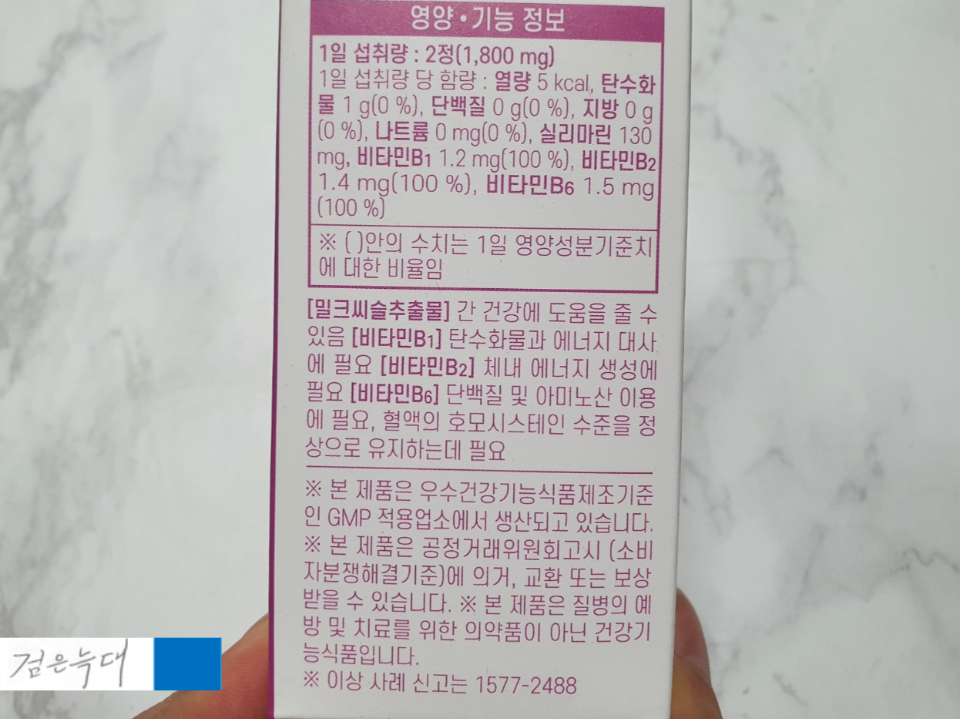 영양•기능 정보
1일 섭취량 : 2정(1,800 mg)
1일 섭취량 당 함량 : 열량 5 kcal, 탄수화
물 1 g(0 %), 단백질 0 g(0 %), 지방 0 g
(0 %), 나트륨 0 mg(0 %), 실리마린 130
mg, 비타민B1 1.2 mg(100 %), 비타민B2
1.4 mg(100 %), 비타민B6 1.5 mg
(100 %)
※ ( )안의 수치는 1일 영양성분기준치
에 대한 비율임
[밀크씨슬추출물] 간 건강에 도움을 줄 수
있음 [비타민B1] 탄수화물과 에너지 대사
에 필요 [비타민B2] 체내 에너지 생성에
필요 [비타민B6] 단백질 및 아미노산 이용
에 필요, 혈액의 호모시스테인 수준을 정
상으로 유지하는데 필요
※ 본 제품은 우수건강기능식품제조기준
인 GMP 적용업소에서 생산되고 있습니다.
※ 본 제품은 공정거래위원회고시 (소비
자분쟁해결기준)에 의거, 교환 또는 보상
받을 수 있습니다. ※ 본 제품은 질병의 예
방 및 치료를 위한 의약품이 아닌 건강기
능식품입니다.
※ 이상 사례 신고는 1577-2488
검은늑대